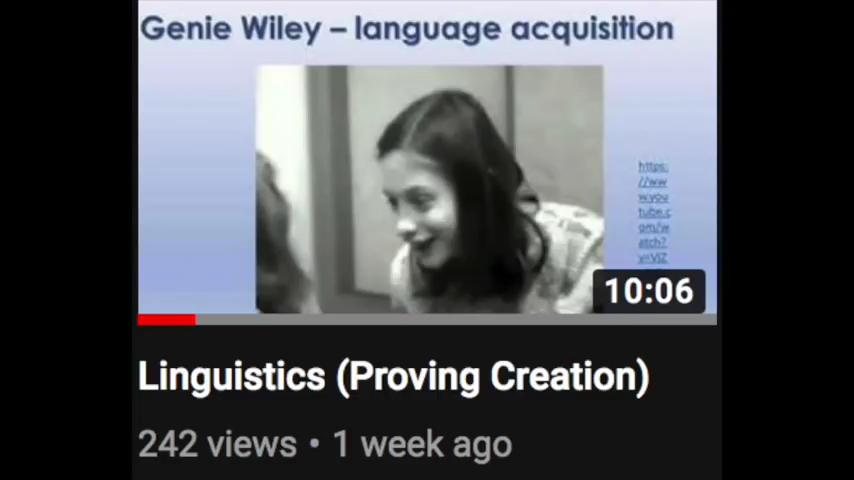 Genie Wiley – language acquisition
https:
//ww
w.you
tube.c
om/w
atch?
v=VjZ
10:06
Linguistics (Proving Creation)
242 views • 1 week ago